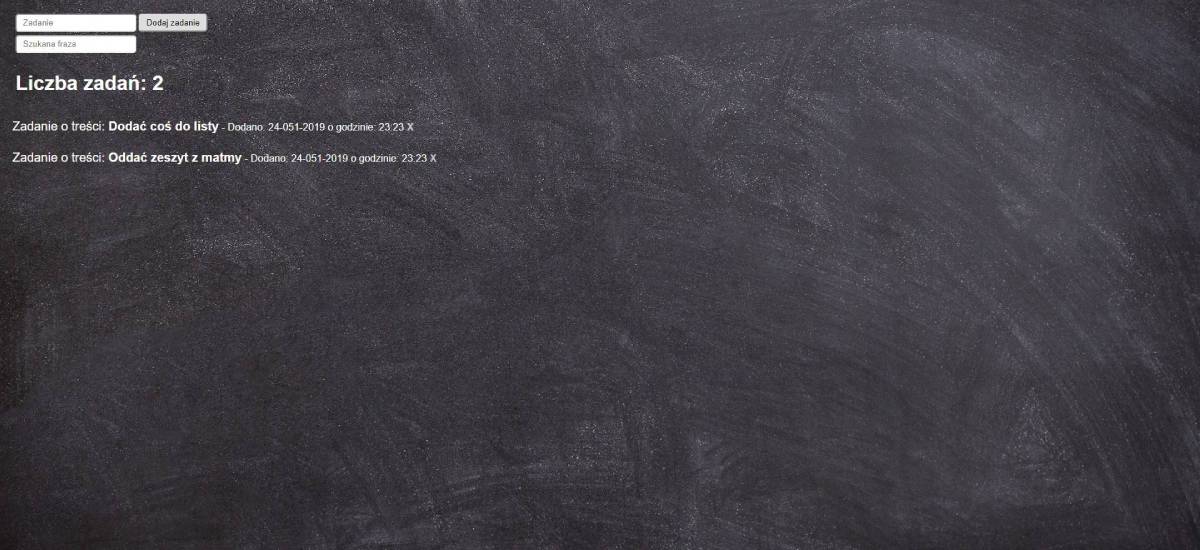 Zadanie Dodaj zadanie
Szukana fraza
Liczba zadań: 2
Zadanie o treści: Dodać coś do listy - Dodano: 24-051-2019 o godzinie: 23:23 X
Zadanie o treści: Oddać zeszyt z matmy - Dodano: 24-051-2019 o godzinie: 23:23 X